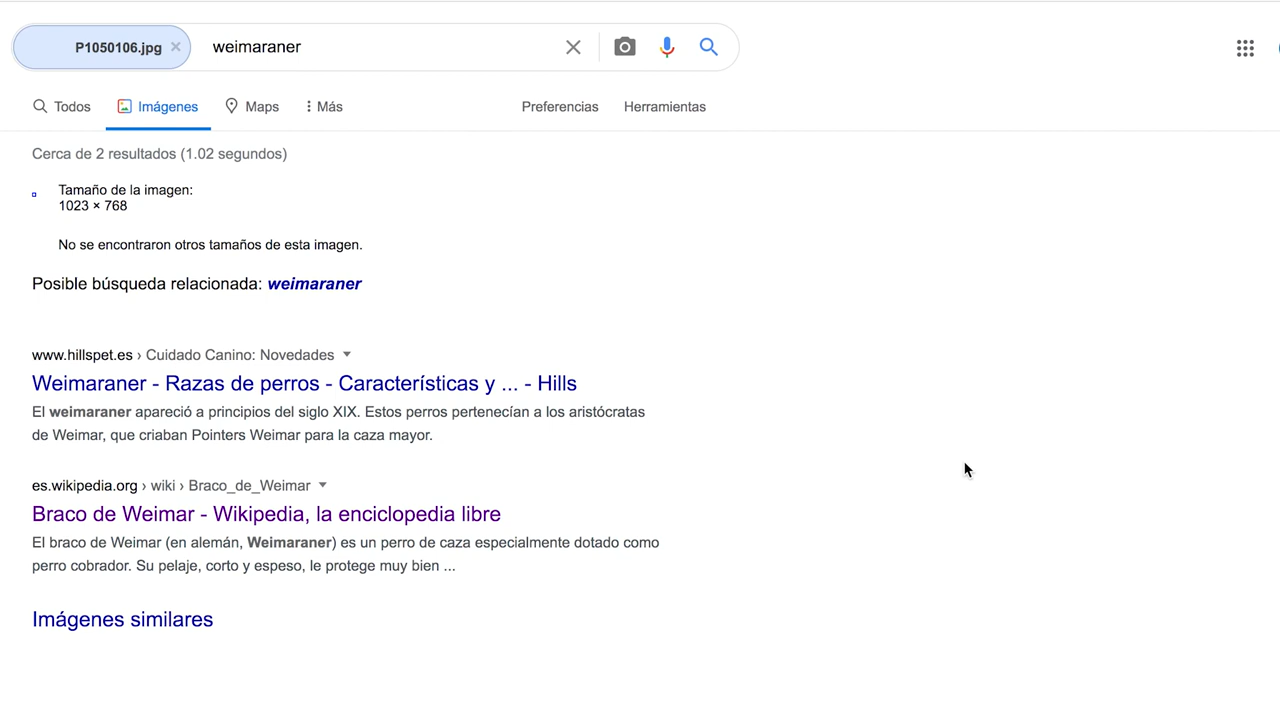 P1050106.jpg × weimaraner
Todos Imágenes Maps Más Preferencias Herramientas
Cerca de 2 resultados (1.02 segundos)
Tamaño de la imagen:
1023 × 768
No se encontraron otros tamaños de esta imagen.
Posible búsqueda relacionada: weimaraner
www.hillspet.es › Cuidado Canino: Novedades
Weimaraner - Razas de perros - Características y ... - Hills
El weimaraner apareció a principios del siglo XIX. Estos perros pertenecían a los aristócratas
de Weimar, que criaban Pointers Weimar para la caza mayor.
es.wikipedia.org › wiki › Braco_de_Weimar
Braco de Weimar - Wikipedia, la enciclopedia libre
El braco de Weimar (en alemán, Weimaraner) es un perro de caza especialmente dotado como
perro cobrador. Su pelaje, corto y espeso, le protege muy bien ...
Imágenes similares